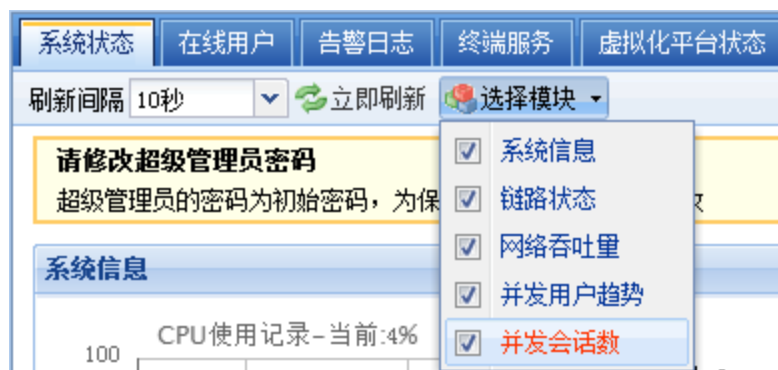 系统状态 在线用户 告警日志 终端服务 虚拟化平台状态
刷新间隔 10秒 立即刷新 选择模块
请修改超级管理员密码
超级管理员的密码为初始密码，为保
系统信息
链路状态
网络吞吐量
并发用户趋势
并发会话数
系统信息
CPU使用记录-当前:4%
100